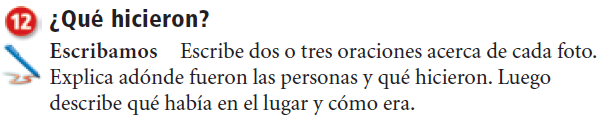 12 ¿Qué hicieron?
Escribamos Escribe dos o tres oraciones acerca de cada foto.
Explica adónde fueron las personas y qué hicieron. Luego
describe qué había en el lugar y cómo era.